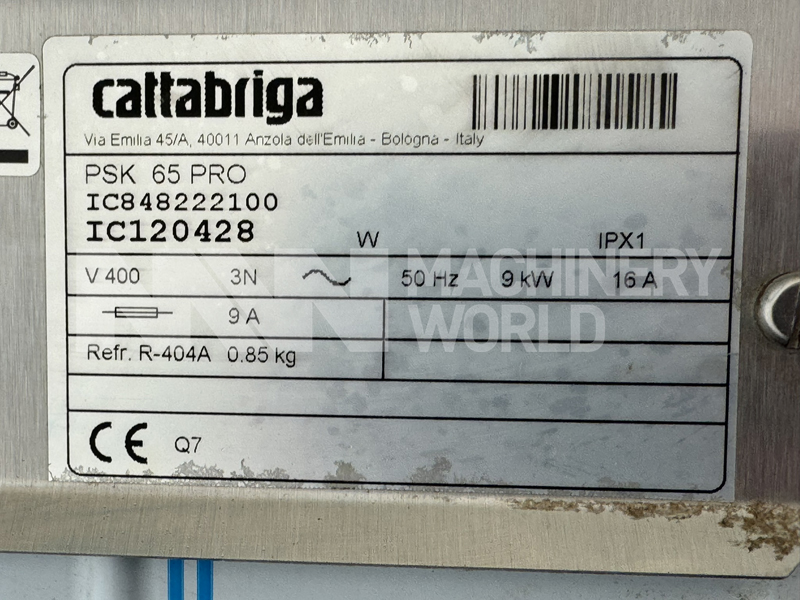 cattabriga
Via Emilia 45/A, 40011 Anzola dell'Emilia - Bologna - Italy
PSK 65 PRO
IC848222100
IC120428 W IPX1
V 400 3N 50 Hz 9 kW 16 A
9 A
Refr. R-404A 0.85 kg
CE Q7
MACHINERY
WORLD